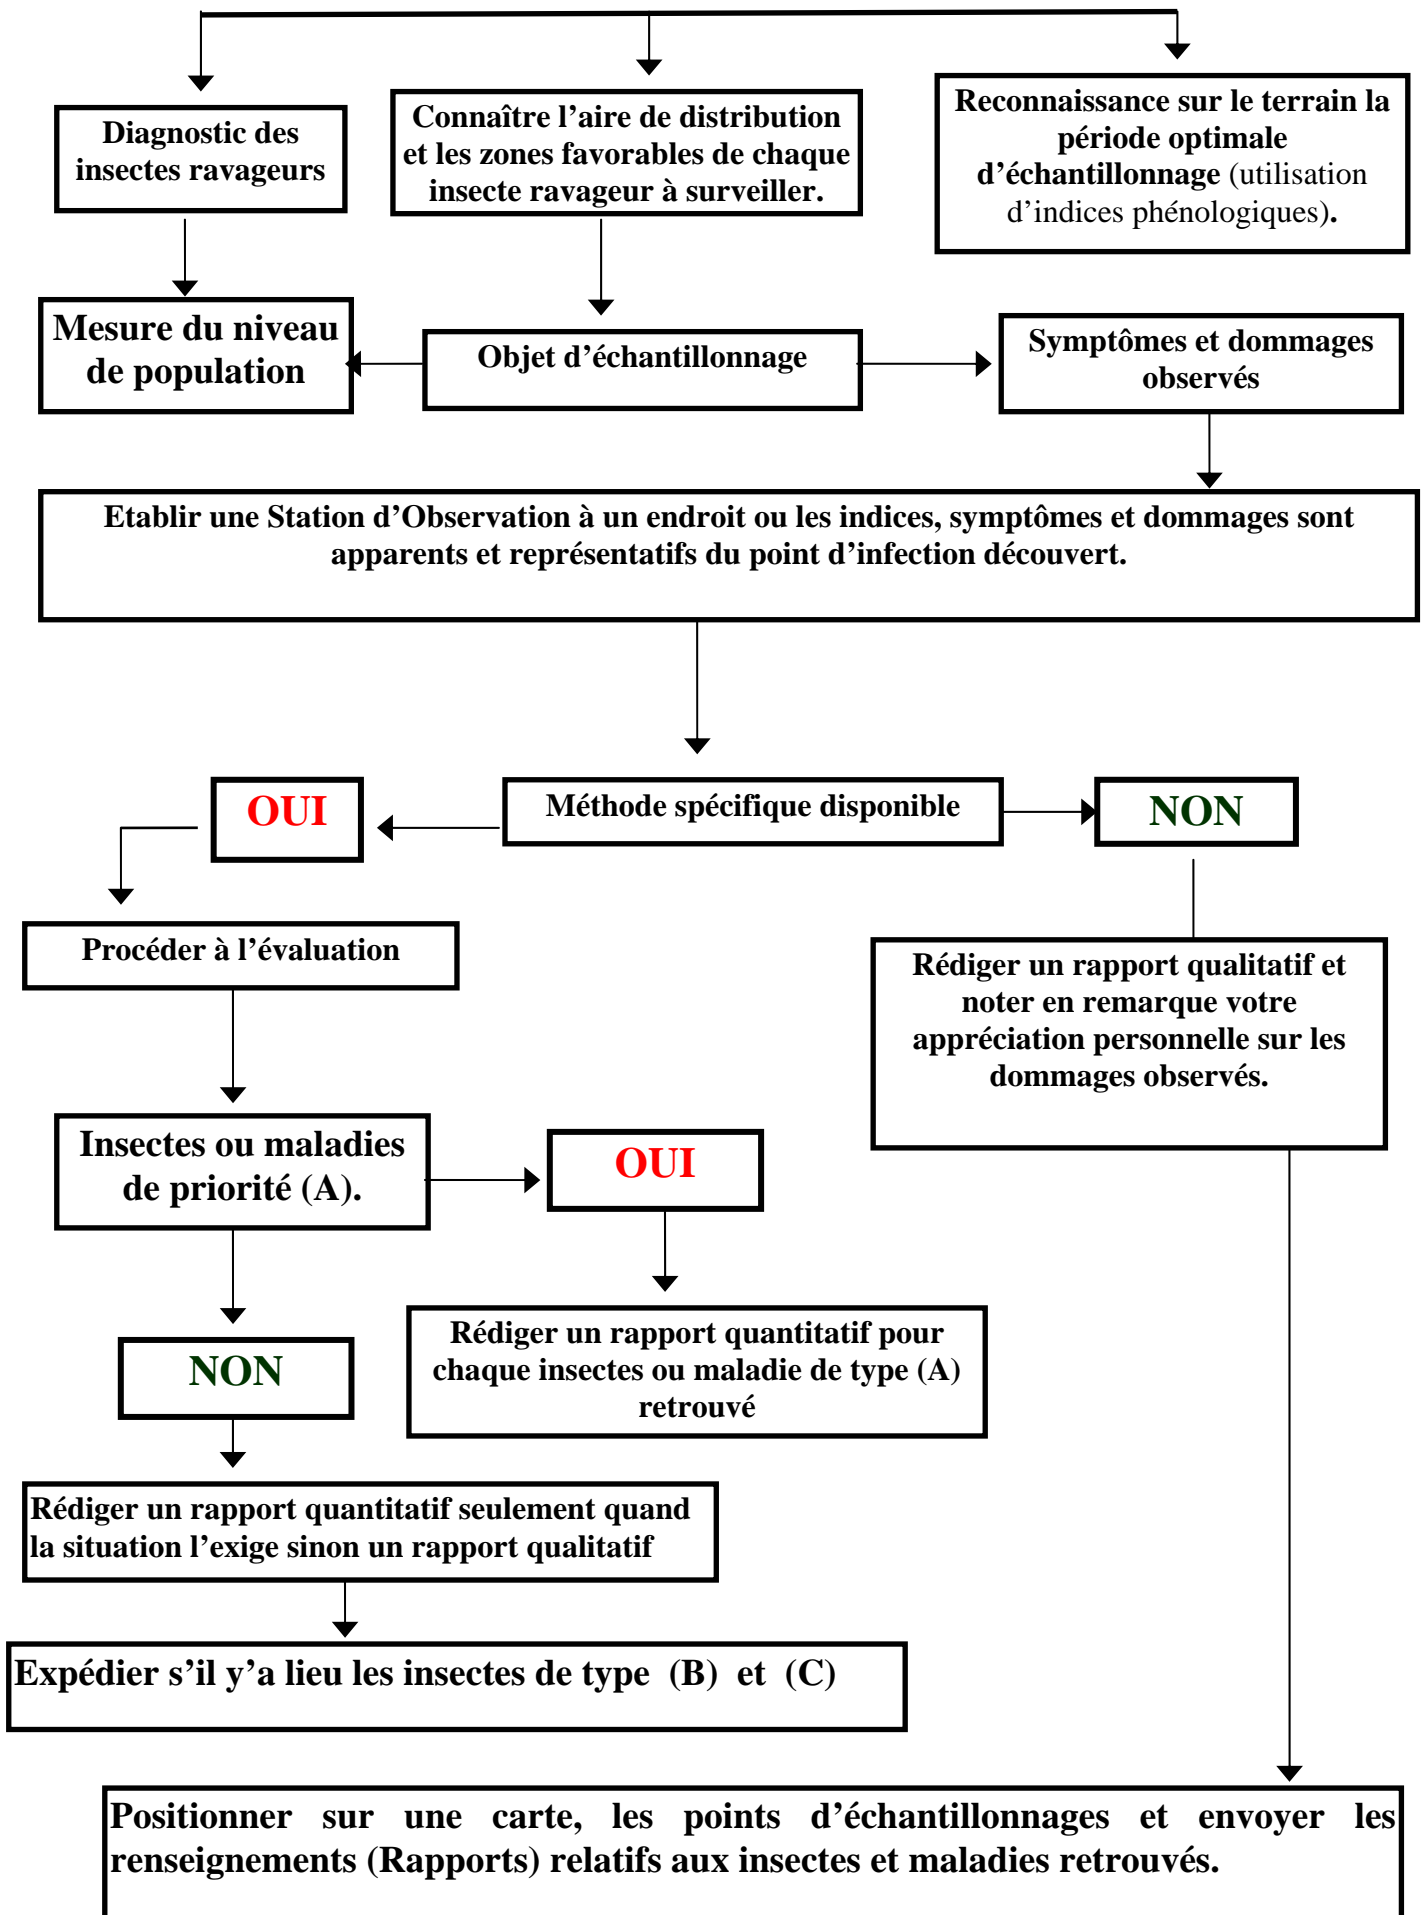 Diagnostic des
insectes ravageurs
Connaître l’aire de distribution
et les zones favorables de chaque
insecte ravageur à surveiller.
Reconnaissance sur le terrain la
période optimale
d’échantillonnage (utilisation
d’indices phénologiques).
Mesure du niveau
de population
Objet d’échantillonnage
Symptômes et dommages
observés
Etablir une Station d’Observation à un endroit ou les indices, symptômes et dommages sont
apparents et représentatifs du point d’infection découvert.
OUI
Méthode spécifique disponible
NON
Procéder à l’évaluation
Rédiger un rapport qualitatif et
noter en remarque votre
appréciation personnelle sur les
dommages observés.
Insectes ou maladies
de priorité (A).
OUI
NON
Rédiger un rapport quantitatif pour
chaque insectes ou maladie de type (A)
retrouvé
Rédiger un rapport quantitatif seulement quand
la situation l’exige sinon un rapport qualitatif
Expédier s’il y’a lieu les insectes de type (B) et (C)
Positionner sur une carte, les points d’échantillonnages et envoyer les
renseignements (Rapports) relatifs aux insectes et maladies retrouvés.